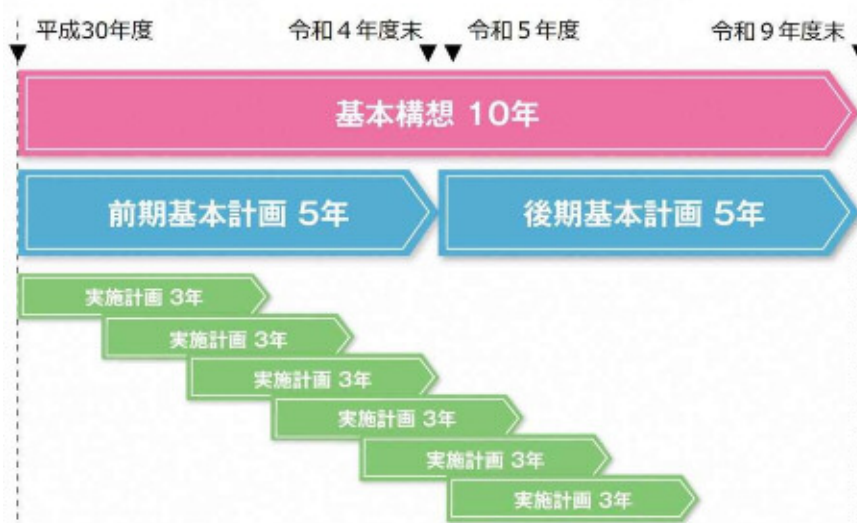 平成30年度
令和4年度末
令和5年度
令和9年度末
基本構想 10年
前期基本計画 5年
後期基本計画 5年
実施計画 3年
実施計画 3年
実施計画 3年
実施計画 3年
実施計画 3年
実施計画 3年